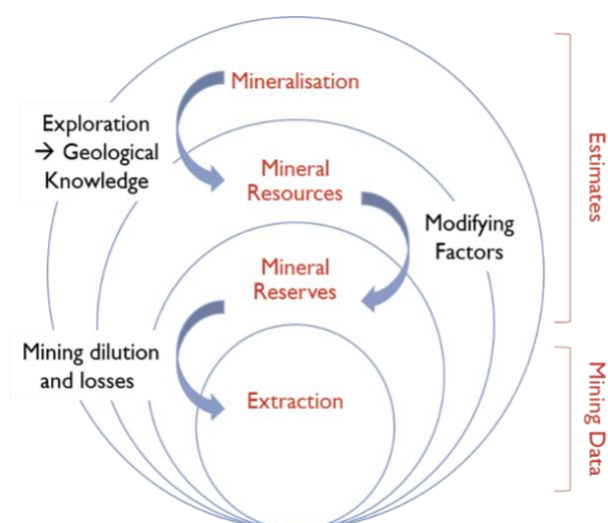 Mineralisation
Exploration
→ Geological
Knowledge
Mineral
Resources
Modifying
Factors
Mineral
Reserves
Mining dilution
and losses
Extraction
Estimates
Mining Data